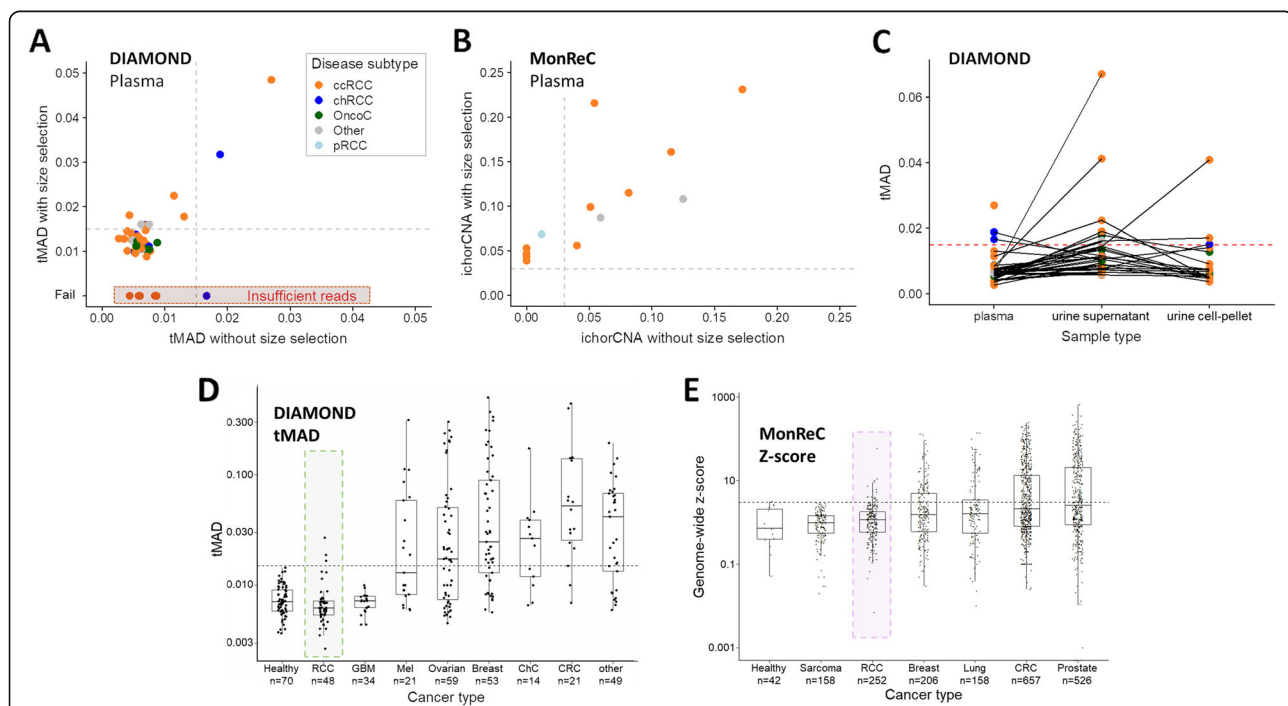 A
DIAMOND
Plasma
Disease subtype
ccRCC
chRCC
OncoC
Other
pRCC
tMAD with size selection
0.05
0.04
0.03
0.02
0.01
Fail
Insufficient reads
0.00 0.01 0.02 0.03 0.04 0.05
tMAD without size selection
B
MonReC
Plasma
ichorCNA with size selection
0.25
0.20
0.15
0.10
0.05
0.00
0.00 0.05 0.10 0.15 0.20 0.25
ichorCNA without size selection
C
DIAMOND
tMAD
0.06
0.04
0.02
0.00
plasma urine supernatant urine cell-pellet
Sample type
D
DIAMOND
tMAD
tMAD
0.300
0.100
0.030
0.010
0.003
Healthy RCC GBM Mel Ovarian Breast ChC CRC other
n=70 n=48 n=34 n=21 n=59 n=53 n=14 n=21 n=49
Cancer type
E
MonReC
Z-score
Genome-wide z-score
1000
10
0.1
0.001
Healthy Sarcoma RCC Breast Lung CRC Prostate
n=42 n=158 n=252 n=206 n=158 n=657 n=526
Cancer type